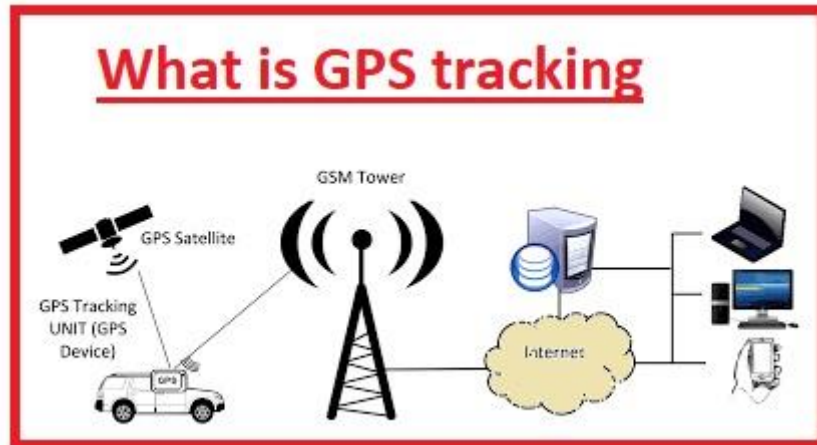 What is GPS tracking
GSM Tower
GPS Satellite
GPS Tracking
UNIT (GPS
Device)
GPS
Internet